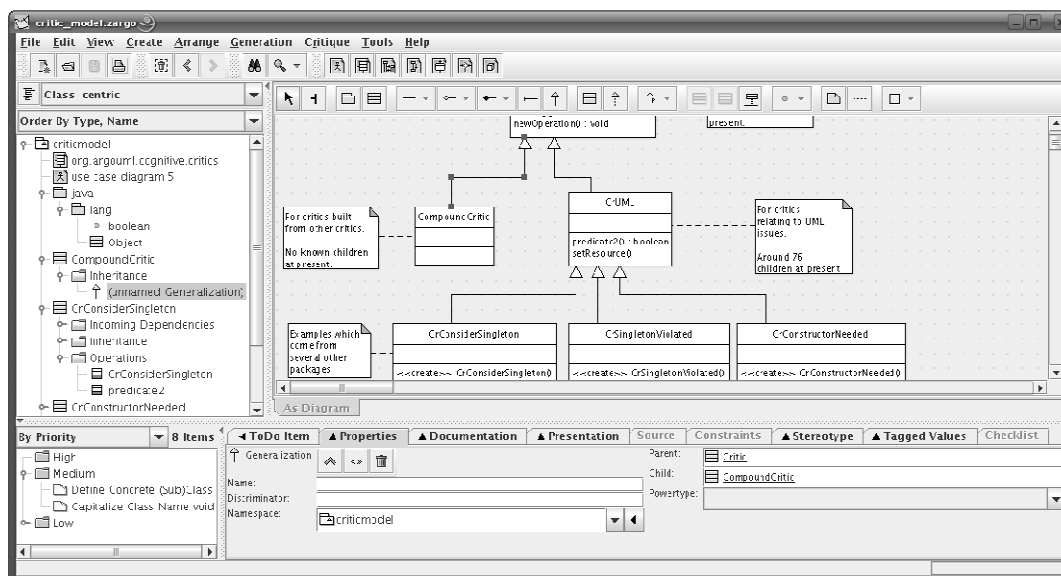 critic_model.zargo
File Edit View Create Arrange Generation Critique Tools Help
Class centric
Order By Type, Name
criticmodel
org.argouml.cognitive.critics
use case diagram 5
java
lang
boolean
Object
CompoundCritic
Inheritance
(unnamed Generalization)
CrConsiderSingleton
Incoming Dependencies
Inheritance
Operations
CrConsiderSingleton
predicate2
CrConstructorNeeded
newOperation() : void
present.
For critics built
from other critics.
No known children
at present.
CompoundCritic
CrUML
predicate2() : boolean
setResource()
For critics
relating to UML
issues.
Around 76
children at present
Examples which
come from
several other
packages
CrConsiderSingleton
<<create>> CrConsiderSingleton()
CrSingletonViolated
<<create>> CrSingletonViolated()
CrConstructorNeeded
<<create>> CrConstructorNeeded()
As Diagram
By Priority
8 Items
High
Medium
Define Concrete (Sub)Class
Capitalize Class Name void
Low
ToDo Item
Properties
Documentation
Presentation
Source
Constraints
Stereotype
Tagged Values
Checklist
Generalization
Name:
Discriminator:
Namespace:
criticmodel
Parent:
Critic
Child:
CompoundCritic
Powertype: